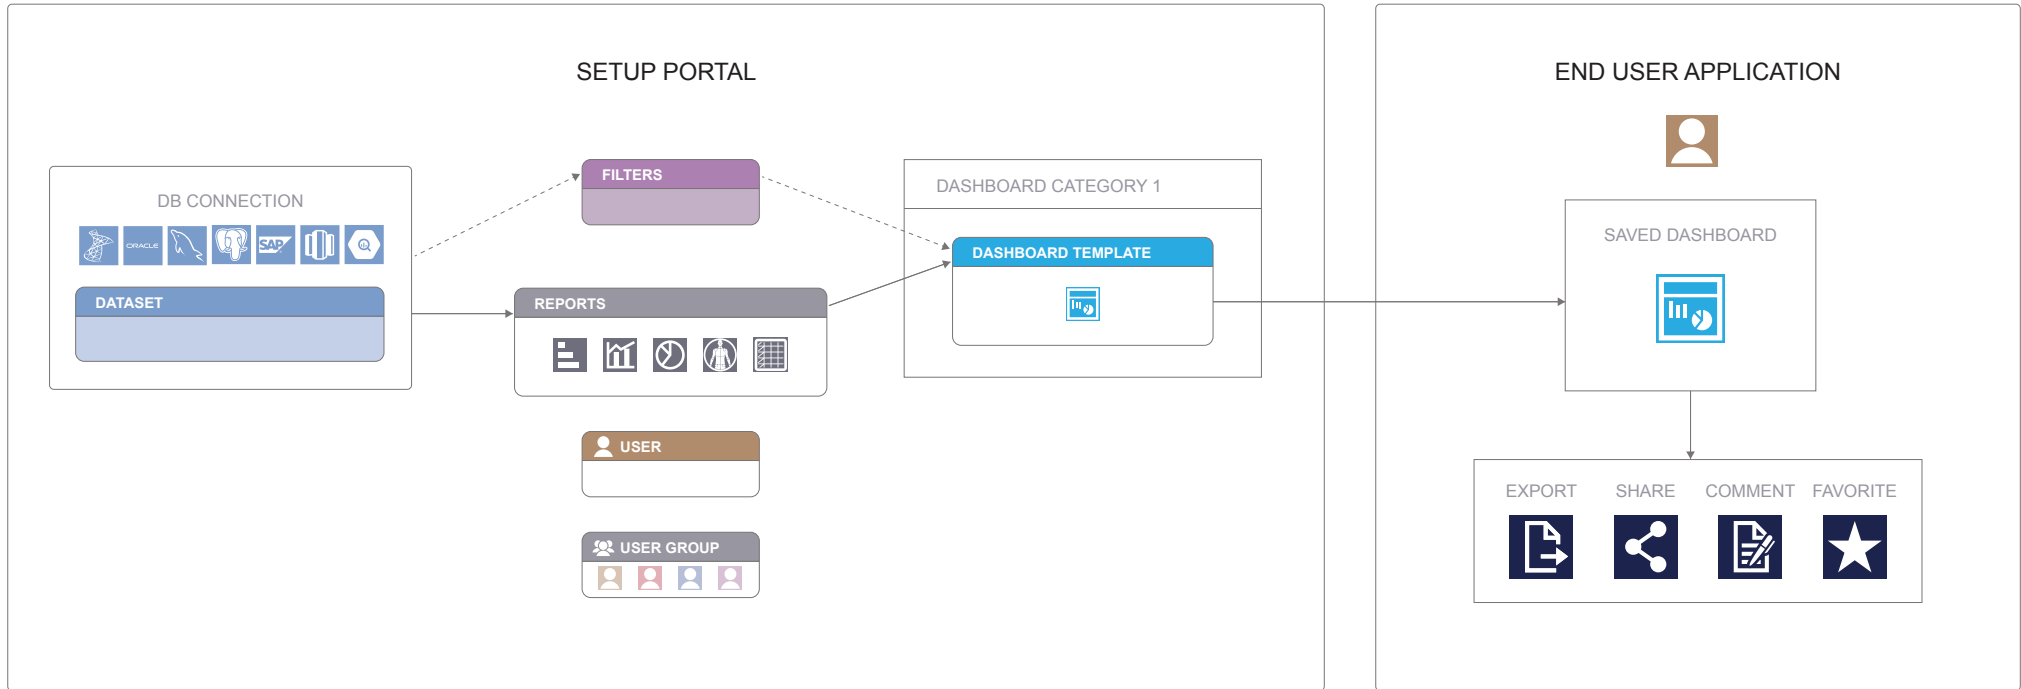 SETUP PORTAL
DB CONNECTION
ORACLE
SAP
DATASET
FILTERS
REPORTS
USER
USER GROUP
DASHBOARD CATEGORY 1
DASHBOARD TEMPLATE
END USER APPLICATION
SAVED DASHBOARD
EXPORT SHARE COMMENT FAVORITE